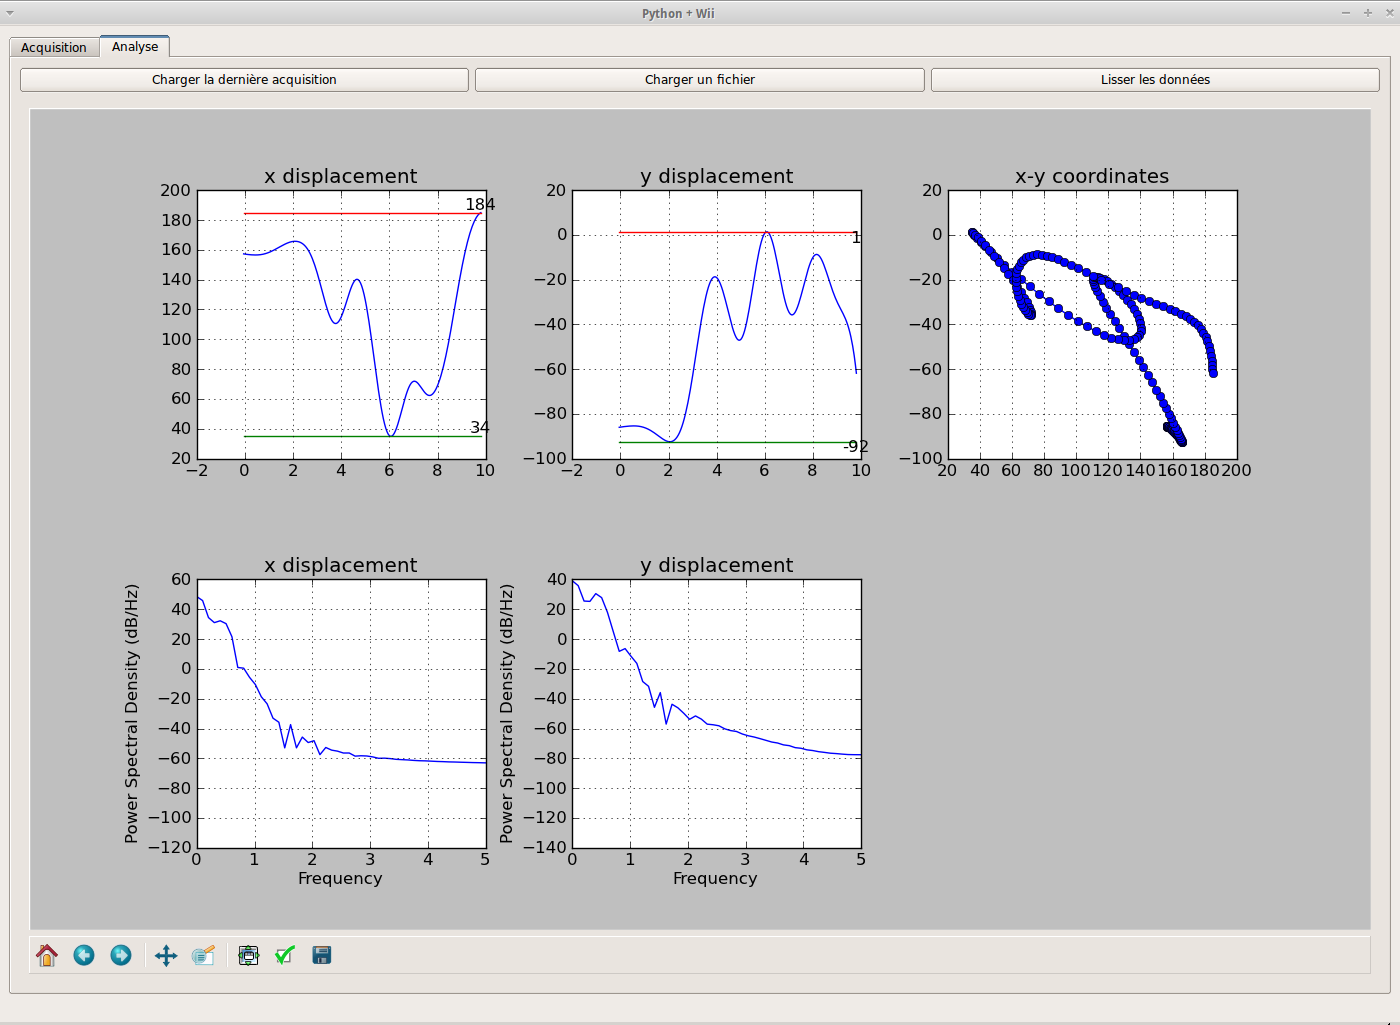 Python + Wii
Acquisition Analyse
Charger la dernière acquisition Charger un fichier Lisser les données
x displacement
200
180
160
140
120
100
80
60
40
20
−2 0 2 4 6 8 10
184
34
y displacement
20
0
−20
−40
−60
−80
−100
−2 0 2 4 6 8 10
1
-92
x-y coordinates
20
0
−20
−40
−60
−80
−100
20 40 60 80 100 120 140 160 180 200
x displacement
Power Spectral Density (dB/Hz)
60
40
20
0
−20
−40
−60
−80
−100
−120
0 1 2 3 4 5
Frequency
y displacement
Power Spectral Density (dB/Hz)
40
20
0
−20
−40
−60
−80
−100
−120
−140
0 1 2 3 4 5
Frequency